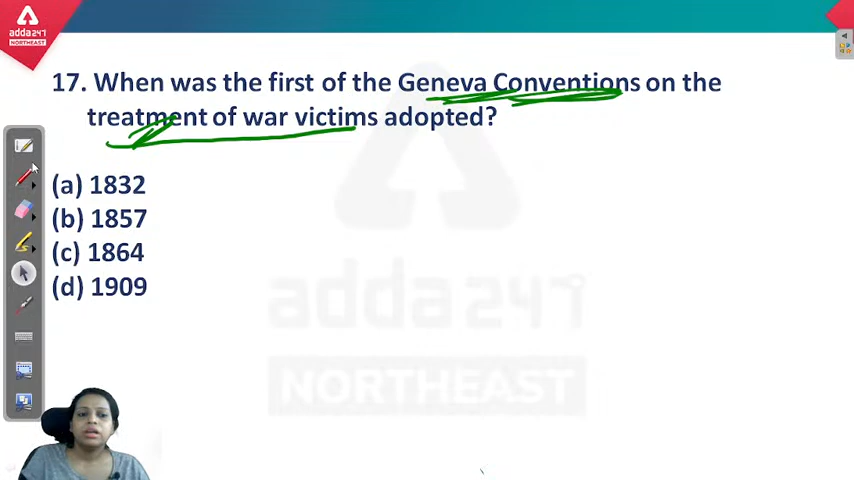 adda247
NORTHEAST
17. When was the first of the Geneva Conventions on the
treatment of war victims adopted?
(a) 1832
(b) 1857
(c) 1864
(d) 1909
adda247
NORTHEAST